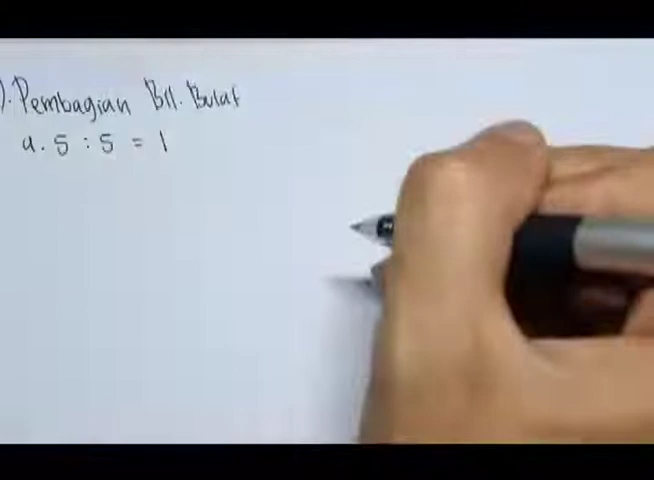 ). Pembagian Bil. Bulat
a. 5 : 5 = 1